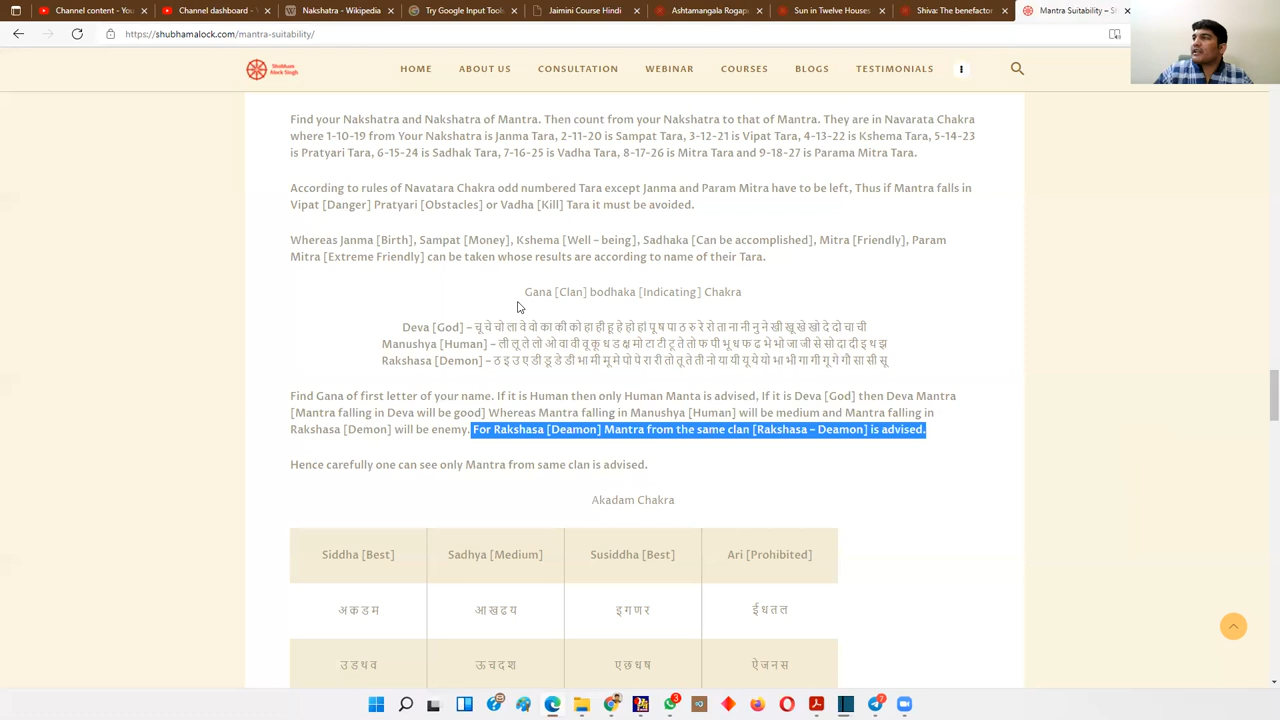 Content content
Channel dashboard -
Nakshatra - Wikipedia
Try Google Input Tools
Jaimini Course Hindi
Ashtamangala Rogapr
Sun in Twelve Houses
Shiva: The benefactor
Mantra Suitability – Sh
https://shubhamalock.com/mantra-suitability/
Shubham Alock Singh
HOME ABOUT US CONSULTATION WEBINAR COURSES BLOGS TESTIMONIALS
Find your Nakshatra and Nakshatra of Mantra. Then count from your Nakshatra to that of Mantra. They are in Navarata Chakra
where 1-10-19 from Your Nakshatra is Janma Tara, 2-11-20 is Sampat Tara, 3-12-21 is Vipat Tara, 4-13-22 is Kshema Tara, 5-14-23
is Pratyari Tara, 6-15-24 is Sadhak Tara, 7-16-25 is Vadha Tara, 8-17-26 is Mitra Tara and 9-18-27 is Parama Mitra Tara.
According to rules of Navatara Chakra odd numbered Tara except Janma and Param Mitra have to be left, Thus if Mantra falls in
Vipat [Danger] Pratyari [Obstacles] or Vadha [Kill] Tara it must be avoided.
Whereas Janma [Birth], Sampat [Money], Kshema [Well – being], Sadhaka [Can be accomplished], Mitra [Friendly], Param
Mitra [Extreme Friendly] can be taken whose results are according to name of their Tara.
Gana [Clan] bodhaka [Indicating] Chakra
Deva [God] – चू चे चो ला वे वो का की को हा ही हू हे हो हां पू ष पा ठ रु रे रो ता ना नी नु ने खी खू खे खो दे दो चा ची
Manushya [Human] – ली लू ले लो ओ वा वी वू कू ध ड क्ष मो टा टी टू ते तो फ पी भू ध फ ढ भे भो जा जी से सो दा दी इ थ झ
Rakshasa [Demon] – ठ इ उ ए डी डू डे डी भा मी मू मे पो पे रा री तो तू ते ती नो या यी यू ये यो भा भी गा गी गू गे गौ सा सी सू
Find Gana of first letter of your name. If it is Human then only Human Manta is advised, If it is Deva [God] then Deva Mantra
[Mantra falling in Deva will be good] Whereas Mantra falling in Manushya [Human] will be medium and Mantra falling in
Rakshasa [Demon] will be enemy. For Rakshasa [Deamon] Mantra from the same clan [Rakshasa – Deamon] is advised.
Hence carefully one can see only Mantra from same clan is advised.
Akadam Chakra
Siddha [Best] Sadhya [Medium] Susiddha [Best] Ari [Prohibited]
अ क ड म आ ख ढ य इ ग ण र ई ध त ल
उ ड थ व ऊ च द श ए छ ध ष ऐ ज न स